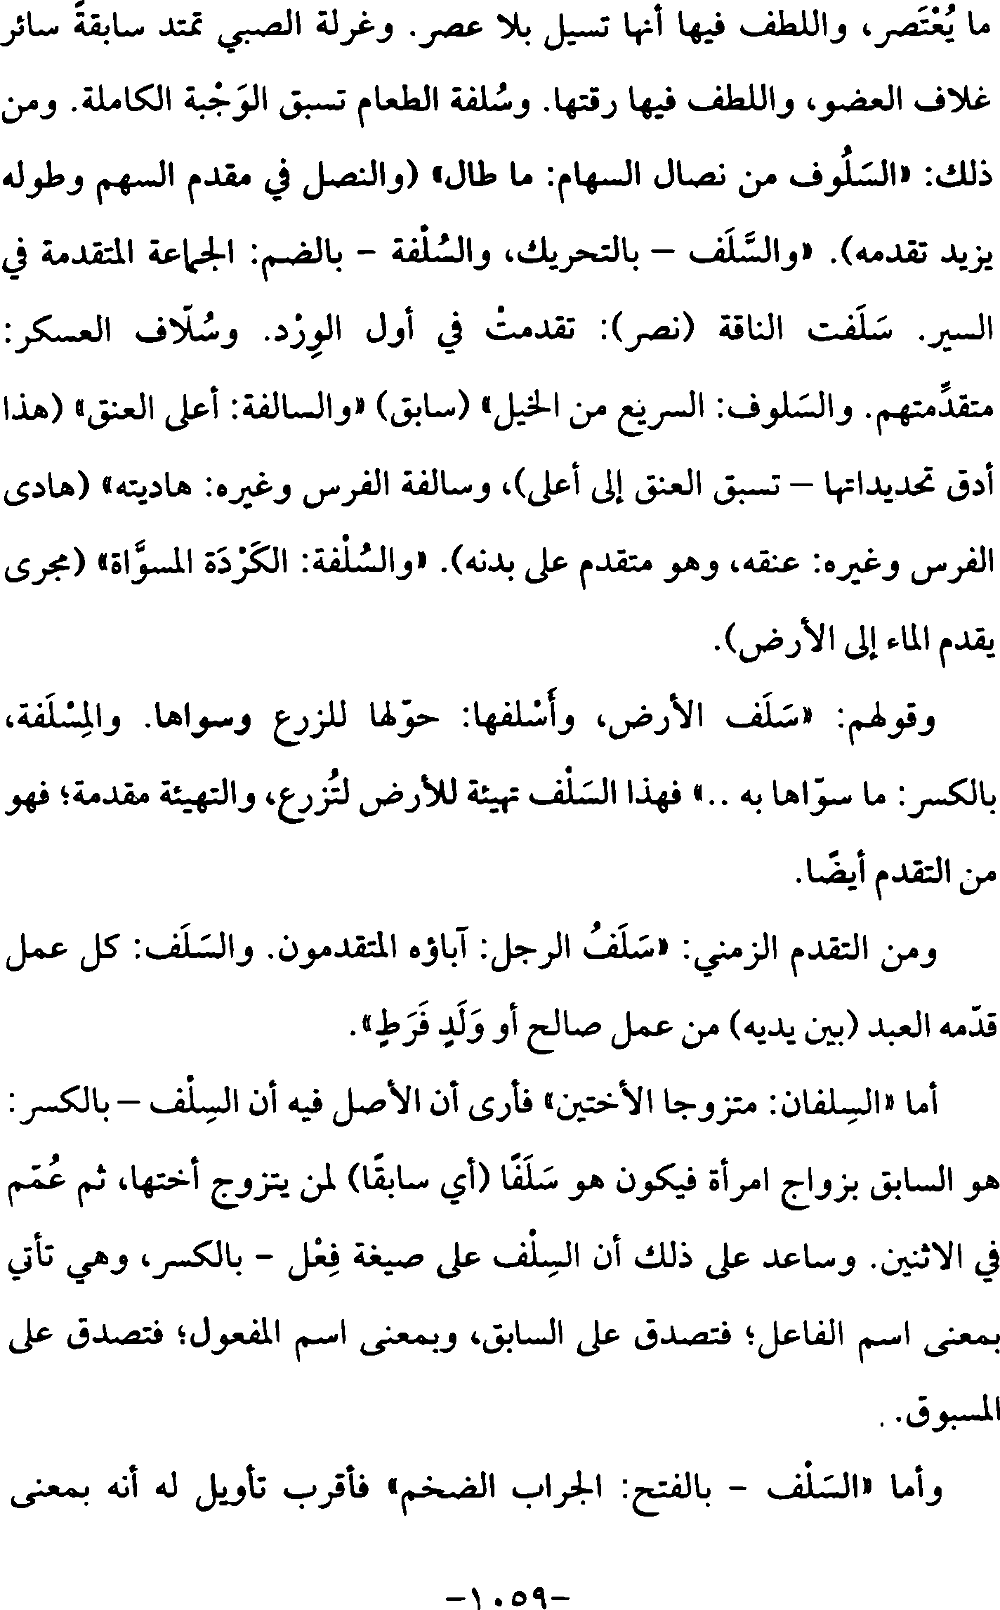 ما يُعْتَصر، واللطف فيها أنها تسيل بلا عصر. وغرلة الصبي تمتد سابقةً سائر
غلاف العضو، واللطف فيها رقتها. وسُلفة الطعام تسبق الوَجْبة الكاملة. ومن
ذلك: «السَلُوف من نصال السهام: ما طال» (والنصل في مقدم السهم وطوله
يزيد تقدمه). «والسَّلَف – بالتحريك، والسُلْفة – بالضم: الجماعة المتقدمة في
السير. سَلَفت الناقة (نصر): تقدمتْ في أول الوِرْد. وسُلّاف العسكر:
متقدِّمتهم. والسَلوف: السريع من الخيل» (سابق) «والسالفة: أعلى العنق» (هذا
أدق تحديداتها – تسبق العنق إلى أعلى)، وسالفة الفرس وغيره: هاديته» (هادى
الفرس وغيره: عنقه، وهو متقدم على بدنه). «والسُلْفة: الكَرْدَة المسوَّاة» (مجرى
يقدم الماء إلى الأرض).
وقولهم: «سَلَف الأرض، وأَسْلفها: حوّلها للزرع وسواها. والمِسْلَفة،
بالكسر: ما سوّاها به ..» فهذا السَلْف تهيئة للأرض لتُزرع، والتهيئة مقدمة؛ فهو
من التقدم أيضًا.
ومن التقدم الزمني: «سَلَفُ الرجل: آباؤه المتقدمون. والسَلَف: كل عمل
قدّمه العبد (بين يديه) من عمل صالح أو وَلَدٍ فَرَطٍ».
أما «السِلفان: متزوجا الأختين» فأرى أن الأصل فيه أن السِلْف – بالكسر:
هو السابق بزواج امرأة فيكون هو سَلَفًا (أي سابقًا) لمن يتزوج أختها، ثم عُمّم
في الاثنين. وساعد على ذلك أن السِلْف على صيغة فِعْل – بالكسر، وهي تأتي
بمعنى اسم الفاعل؛ فتصدق على السابق، وبمعنى اسم المفعول؛ فتصدق على
المسبوق.
وأما «السَلْف – بالفتح: الجراب الضخم» فأقرب تأويل له أنه بمعنى
–١٠٥٩–